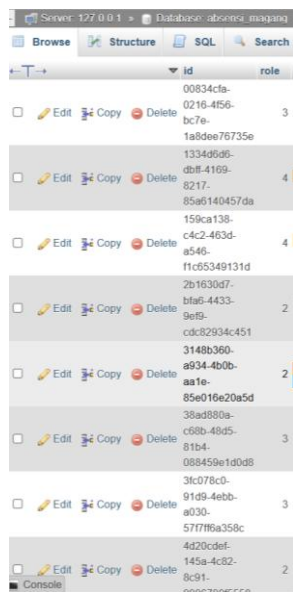 Server: 127.0.0.1 » Database: absensi_magang
Browse Structure SQL Search
←T→ id role
Edit Copy Delete 00834cfa-0216-4f56-bc7e-1a8dee76735e 3
Edit Copy Delete 1334d6d6-dbff-4169-8217-85a6140457da 4
Edit Copy Delete 159ca138-c4c2-463d-a546-f1c65349131d 4
Edit Copy Delete 2b1630d7-bfa6-4433-9ef9-cdc82934c451 2
Edit Copy Delete 3148b360-a934-4b0b-aa1e-85e016e20a5d 2
Edit Copy Delete 38ad880a-c68b-48d5-81b4-088459e1d0d8 3
Edit Copy Delete 3fc078c0-91d9-4ebb-a030-57f7ff6a358c 3
Edit Copy Delete 4d20cdef-145a-4c82-8c91- 2
Console